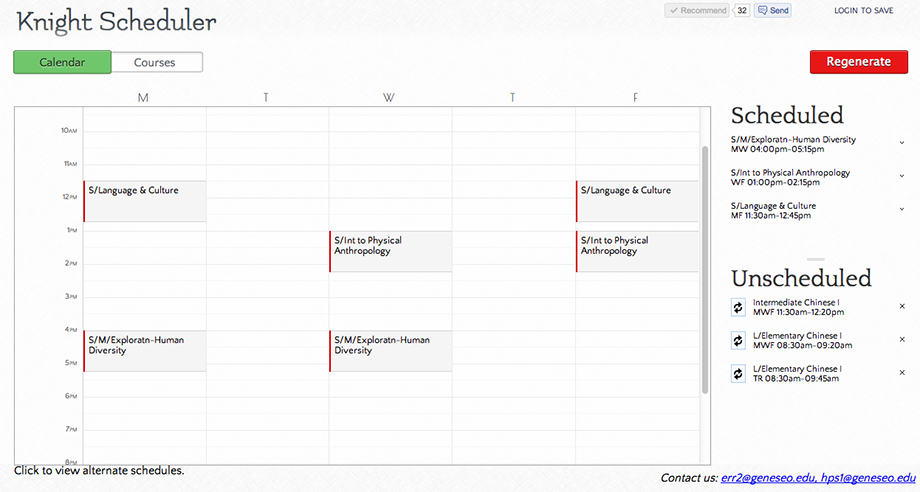 Knight Scheduler
Recommend 32 Send LOGIN TO SAVE
Calendar Courses Regenerate
M T W T F
10AM
11AM
12PM
1PM
2PM
3PM
4PM
5PM
6PM
7PM
8PM
S/Language & Culture
S/M/Exploratn-Human
Diversity
S/Int to Physical
Anthropology
S/M/Exploratn-Human
Diversity
S/Language & Culture
S/Int to Physical
Anthropology
Scheduled
S/M/Exploratn-Human Diversity
MW 04:00pm-05:15pm
S/Int to Physical Anthropology
WF 01:00pm-02:15pm
S/Language & Culture
MF 11:30am-12:45pm
Unscheduled
Intermediate Chinese I
MWF 11:30am-12:20pm
L/Elementary Chinese I
MWF 08:30am-09:20am
L/Elementary Chinese I
TR 08:30am-09:45am
Click to view alternate schedules.
Contact us: err2@geneseo.edu, hps1@geneseo.edu